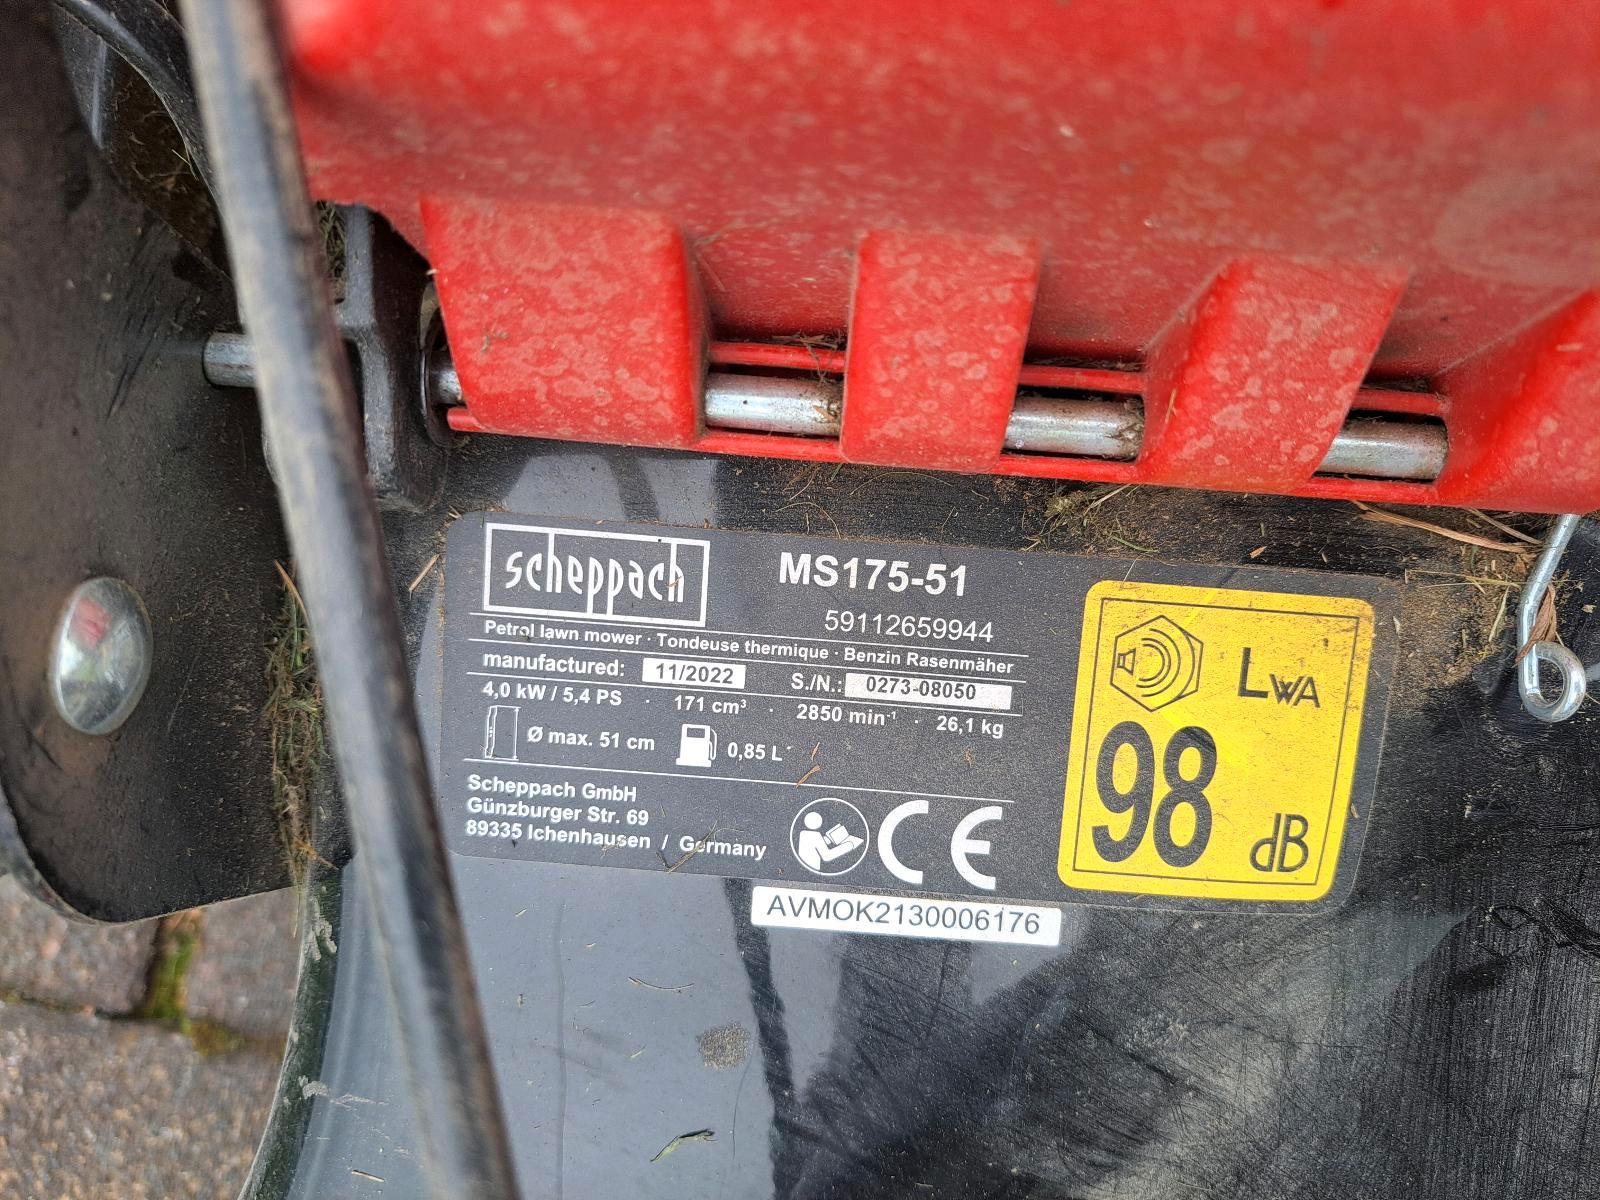 scheppach
MS175-51
59112659944
Petrol lawn mower · Tondeuse thermique · Benzin Rasenmäher
manufactured: 11/2022 S./N.: 0273-08050
4,0 kW / 5,4 PS · 171 cm³ · 2850 min⁻¹ · 26,1 kg
Ø max. 51 cm 0,85 L
Scheppach GmbH
Günzburger Str. 69
89335 Ichenhausen / Germany
CE
LWA
98
dB
AVMOK2130006176